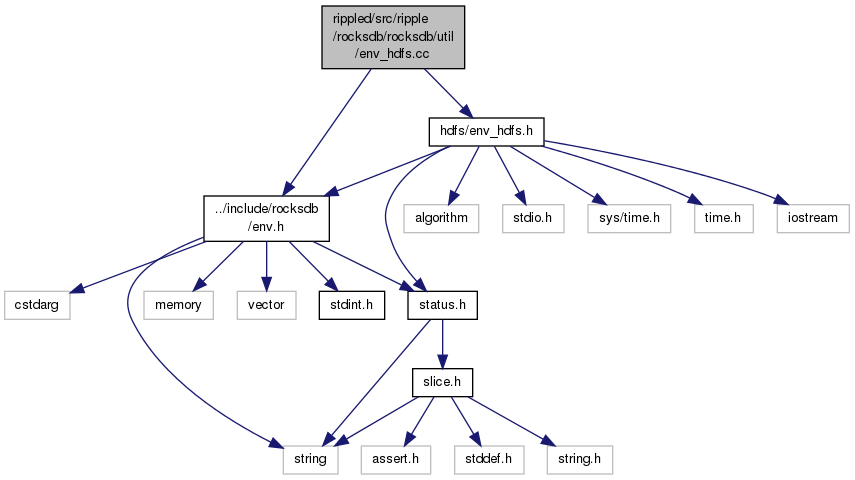 rippled/src/ripple
/rocksdb/rocksdb/util
/env_hdfs.cc
hdfs/env_hdfs.h
../include/rocksdb
/env.h
algorithm
stdio.h
sys/time.h
time.h
iostream
cstdarg
memory
vector
stdint.h
status.h
slice.h
string
assert.h
stddef.h
string.h